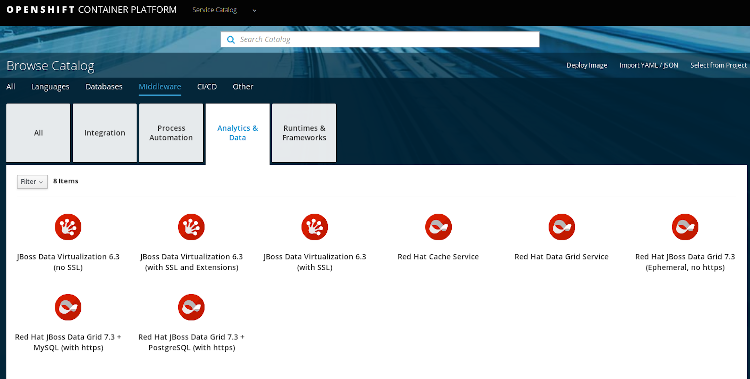 OPENSHIFT CONTAINER PLATFORM
Service Catalog
Search Catalog
Browse Catalog
Deploy Image
Import YAML / JSON
Select from Project
All
Languages
Databases
Middleware
CI/CD
Other
All
Integration
Process
Automation
Analytics &
Data
Runtimes &
Frameworks
Filter
8 Items
JBoss Data Virtualization 6.3
(no SSL)
JBoss Data Virtualization 6.3
(with SSL and Extensions)
JBoss Data Virtualization 6.3
(with SSL)
Red Hat Cache Service
Red Hat Data Grid Service
Red Hat JBoss Data Grid 7.3
(Ephemeral, no https)
Red Hat JBoss Data Grid 7.3 +
MySQL (with https)
Red Hat JBoss Data Grid 7.3 +
PostgreSQL (with https)